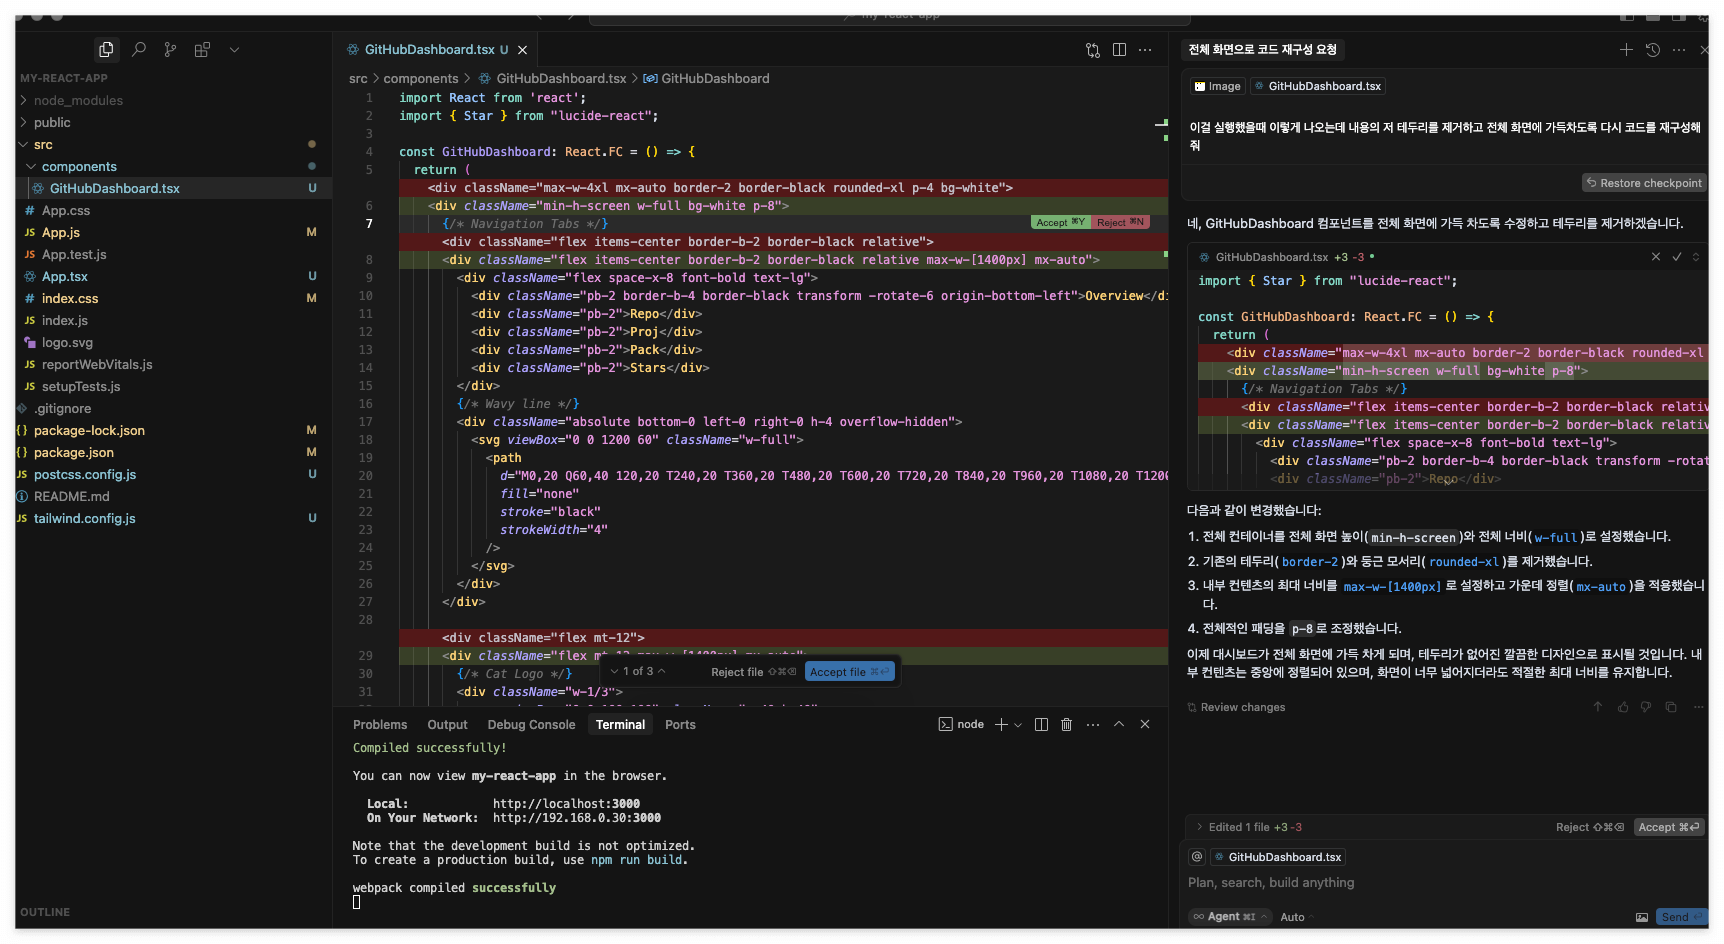 my-react-app
MY-REACT-APP
node_modules
public
src
components
GitHubDashboard.tsx U
App.css
App.js M
App.test.js
App.tsx U
index.css M
index.js
logo.svg
reportWebVitals.js
setupTests.js
.gitignore
package-lock.json M
package.json M
postcss.config.js U
README.md
tailwind.config.js U
OUTLINE
GitHubDashboard.tsx U
src > components > GitHubDashboard.tsx > GitHubDashboard
1 import React from 'react';
2 import { Star } from "lucide-react";
3
4 const GitHubDashboard: React.FC = () => {
5 return (
<div className="max-w-4xl mx-auto border-2 border-black rounded-xl p-4 bg-white">
6 <div className="min-h-screen w-full bg-white p-8">
7 {/* Navigation Tabs */}
Accept ⌘Y Reject ⌘N
<div className="flex items-center border-b-2 border-black relative">
8 <div className="flex items-center border-b-2 border-black relative max-w-[1400px] mx-auto">
9 <div className="flex space-x-8 font-bold text-lg">
10 <div className="pb-2 border-b-4 border-black transform -rotate-6 origin-bottom-left">Overview</di
11 <div className="pb-2">Repo</div>
12 <div className="pb-2">Proj</div>
13 <div className="pb-2">Pack</div>
14 <div className="pb-2">Stars</div>
15 </div>
16 {/* Wavy line */}
17 <div className="absolute bottom-0 left-0 right-0 h-4 overflow-hidden">
18 <svg viewBox="0 0 1200 60" className="w-full">
19 <path
20 d="M0,20 Q60,40 120,20 T240,20 T360,20 T480,20 T600,20 T720,20 T840,20 T960,20 T1080,20 T1200
21 fill="none"
22 stroke="black"
23 strokeWidth="4"
24 />
25 </svg>
26 </div>
27 </div>
28
<div className="flex mt-12">
29 <div className="flex mt-12 max-w-[1400px] mx-auto">
30 {/* Cat Logo */}
31 <div className="w-1/3">
1 of 3 Reject file ⇧⌘⌫ Accept file ⌘⏎
Problems Output Debug Console Terminal Ports
node
Compiled successfully!
You can now view my-react-app in the browser.
Local: http://localhost:3000
On Your Network: http://192.168.0.30:3000
Note that the development build is not optimized.
To create a production build, use npm run build.
webpack compiled successfully
전체 화면으로 코드 재구성 요청
Image GitHubDashboard.tsx
이걸 실행했을때 이렇게 나오는데 내용의 저 테두리를 제거하고 전체 화면에 가득차도록 다시 코드를 재구성해
줘
Restore checkpoint
네, GitHubDashboard 컴포넌트를 전체 화면에 가득 차도록 수정하고 테두리를 제거하겠습니다.
GitHubDashboard.tsx +3 -3
import { Star } from "lucide-react";
const GitHubDashboard: React.FC = () => {
return (
<div className="max-w-4xl mx-auto border-2 border-black rounded-xl
<div className="min-h-screen w-full bg-white p-8">
{/* Navigation Tabs */}
<div className="flex items-center border-b-2 border-black relativ
<div className="flex items-center border-b-2 border-black relativ
<div className="flex space-x-8 font-bold text-lg">
<div className="pb-2 border-b-4 border-black transform -rotat
<div className="pb-2">Repo</div>
다음과 같이 변경했습니다:
1. 전체 컨테이너를 전체 화면 높이( min-h-screen )와 전체 너비( w-full )로 설정했습니다.
2. 기존의 테두리( border-2 )와 둥근 모서리( rounded-xl )를 제거했습니다.
3. 내부 컨텐츠의 최대 너비를 max-w-[1400px] 로 설정하고 가운데 정렬( mx-auto )을 적용했습니
다.
4. 전체적인 패딩을 p-8 로 조정했습니다.
이제 대시보드가 전체 화면에 가득 차게 되며, 테두리가 없어진 깔끔한 디자인으로 표시될 것입니다. 내
부 컨텐츠는 중앙에 정렬되어 있으며, 화면이 너무 넓어지더라도 적절한 최대 너비를 유지합니다.
Review changes
Edited 1 file +3 -3 Reject ⇧⌘⌫ Accept ⌘⏎
@ GitHubDashboard.tsx
Plan, search, build anything
∞ Agent ⌘I Auto Send ⏎